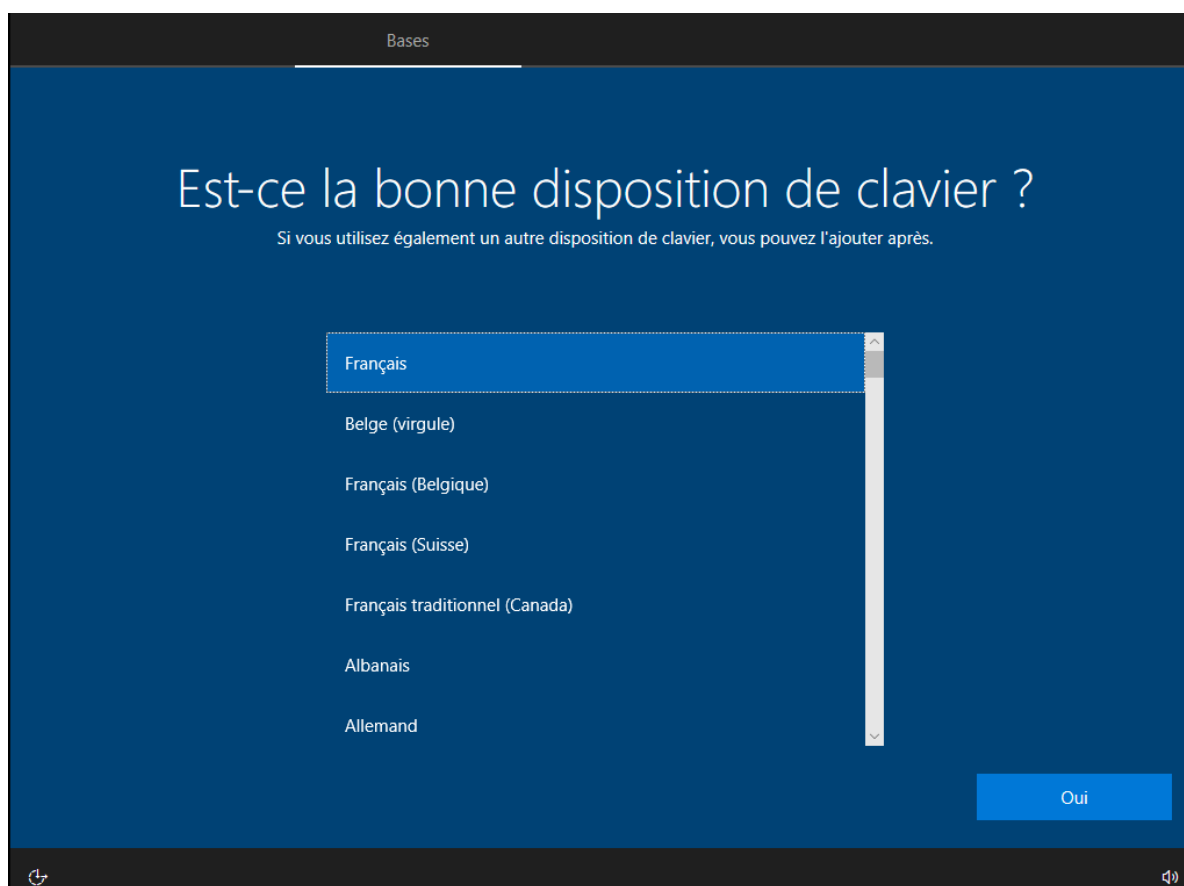 Bases
Est-ce la bonne disposition de clavier ?
Si vous utilisez également un autre disposition de clavier, vous pouvez l'ajouter après.
Français
Belge (virgule)
Français (Belgique)
Français (Suisse)
Français traditionnel (Canada)
Albanais
Allemand
Oui